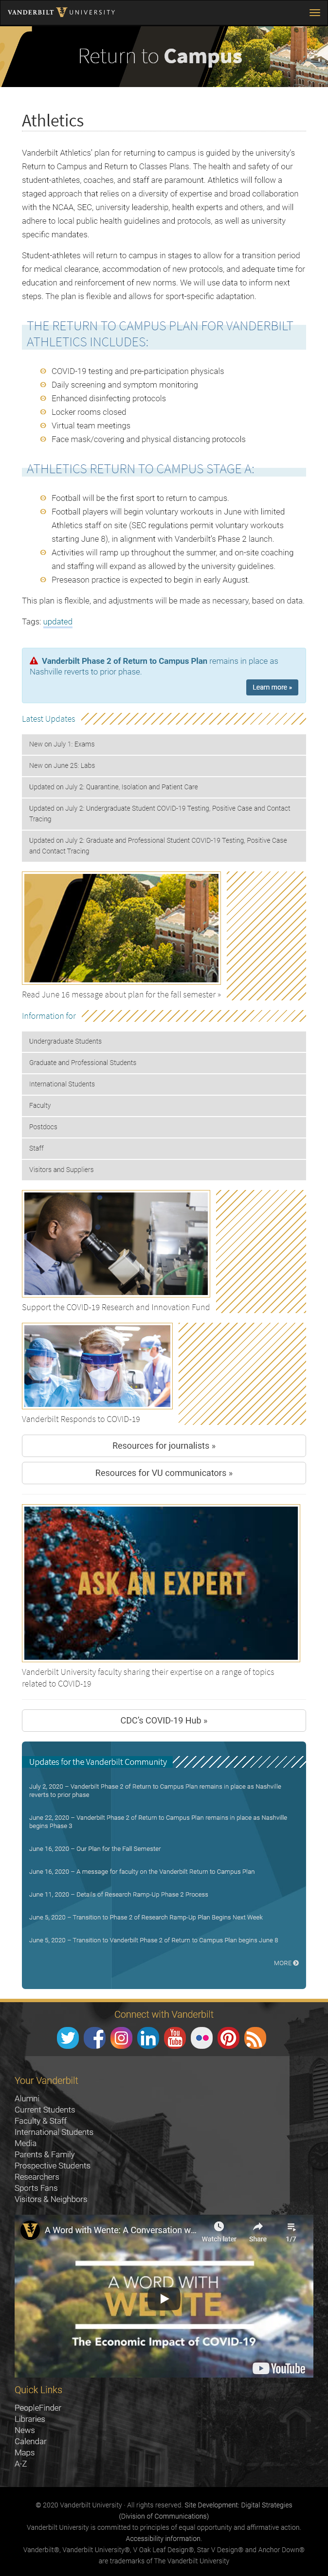 VANDERBILT V UNIVERSITY
Return to Campus
Athletics
Vanderbilt Athletics' plan for returning to campus is guided by the university's
Return to Campus and Return to Classes Plans. The health and safety of our
student-athletes, coaches, and staff are paramount. Athletics will follow a
staged approach that relies on a diversity of expertise and broad collaboration
with the NCAA, SEC, university leadership, health experts and others, and will
adhere to local public health guidelines and protocols, as well as university
specific mandates.
Student-athletes will return to campus in stages to allow for a transition period
for medical clearance, accommodation of new protocols, and adequate time for
education and reinforcement of new norms. We will use data to inform next
steps. The plan is flexible and allows for sport-specific adaptation.
THE RETURN TO CAMPUS PLAN FOR VANDERBILT
ATHLETICS INCLUDES:
COVID-19 testing and pre-participation physicals
Daily screening and symptom monitoring
Enhanced disinfecting protocols
Locker rooms closed
Virtual team meetings
Face mask/covering and physical distancing protocols
ATHLETICS RETURN TO CAMPUS STAGE A:
Football will be the first sport to return to campus.
Football players will begin voluntary workouts in June with limited
Athletics staff on site (SEC regulations permit voluntary workouts
starting June 8), in alignment with Vanderbilt's Phase 2 launch.
Activities will ramp up throughout the summer, and on-site coaching
and staffing will expand as allowed by the university guidelines.
Preseason practice is expected to begin in early August.
This plan is flexible, and adjustments will be made as necessary, based on data.
Tags: updated
Vanderbilt Phase 2 of Return to Campus Plan remains in place as
Nashville reverts to prior phase.
Learn more »
Latest Updates
New on July 1: Exams
New on June 25: Labs
Updated on July 2: Quarantine, Isolation and Patient Care
Updated on July 2: Undergraduate Student COVID-19 Testing, Positive Case and Contact
Tracing
Updated on July 2: Graduate and Professional Student COVID-19 Testing, Positive Case
and Contact Tracing
Read June 16 message about plan for the fall semester »
Information for
Undergraduate Students
Graduate and Professional Students
International Students
Faculty
Postdocs
Staff
Visitors and Suppliers
Support the COVID-19 Research and Innovation Fund
Vanderbilt Responds to COVID-19
Resources for journalists »
Resources for VU communicators »
ASK AN EXPERT
Vanderbilt University faculty sharing their expertise on a range of topics
related to COVID-19
CDC's COVID-19 Hub »
Updates for the Vanderbilt Community
July 2, 2020 – Vanderbilt Phase 2 of Return to Campus Plan remains in place as Nashville
reverts to prior phase
June 22, 2020 – Vanderbilt Phase 2 of Return to Campus Plan remains in place as Nashville
begins Phase 3
June 16, 2020 – Our Plan for the Fall Semester
June 16, 2020 – A message for faculty on the Vanderbilt Return to Campus Plan
June 11, 2020 – Details of Research Ramp-Up Phase 2 Process
June 5, 2020 – Transition to Phase 2 of Research Ramp-Up Plan Begins Next Week
June 5, 2020 – Transition to Vanderbilt Phase 2 of Return to Campus Plan begins June 8
MORE
Connect with Vanderbilt
You Tube
Your Vanderbilt
Alumni
Current Students
Faculty & Staff
International Students
Media
Parents & Family
Prospective Students
Researchers
Sports Fans
Visitors & Neighbors
A Word with Wente: A Conversation w...
Watch later
Share
1/7
A WORD WITH
WENTE
The Economic Impact of COVID-19
YouTube
Quick Links
PeopleFinder
Libraries
News
Calendar
Maps
A-Z
© 2020 Vanderbilt University · All rights reserved. Site Development: Digital Strategies
(Division of Communications)
Vanderbilt University is committed to principles of equal opportunity and affirmative action.
Accessibility information.
Vanderbilt®, Vanderbilt University®, V Oak Leaf Design®, Star V Design® and Anchor Down®
are trademarks of The Vanderbilt University